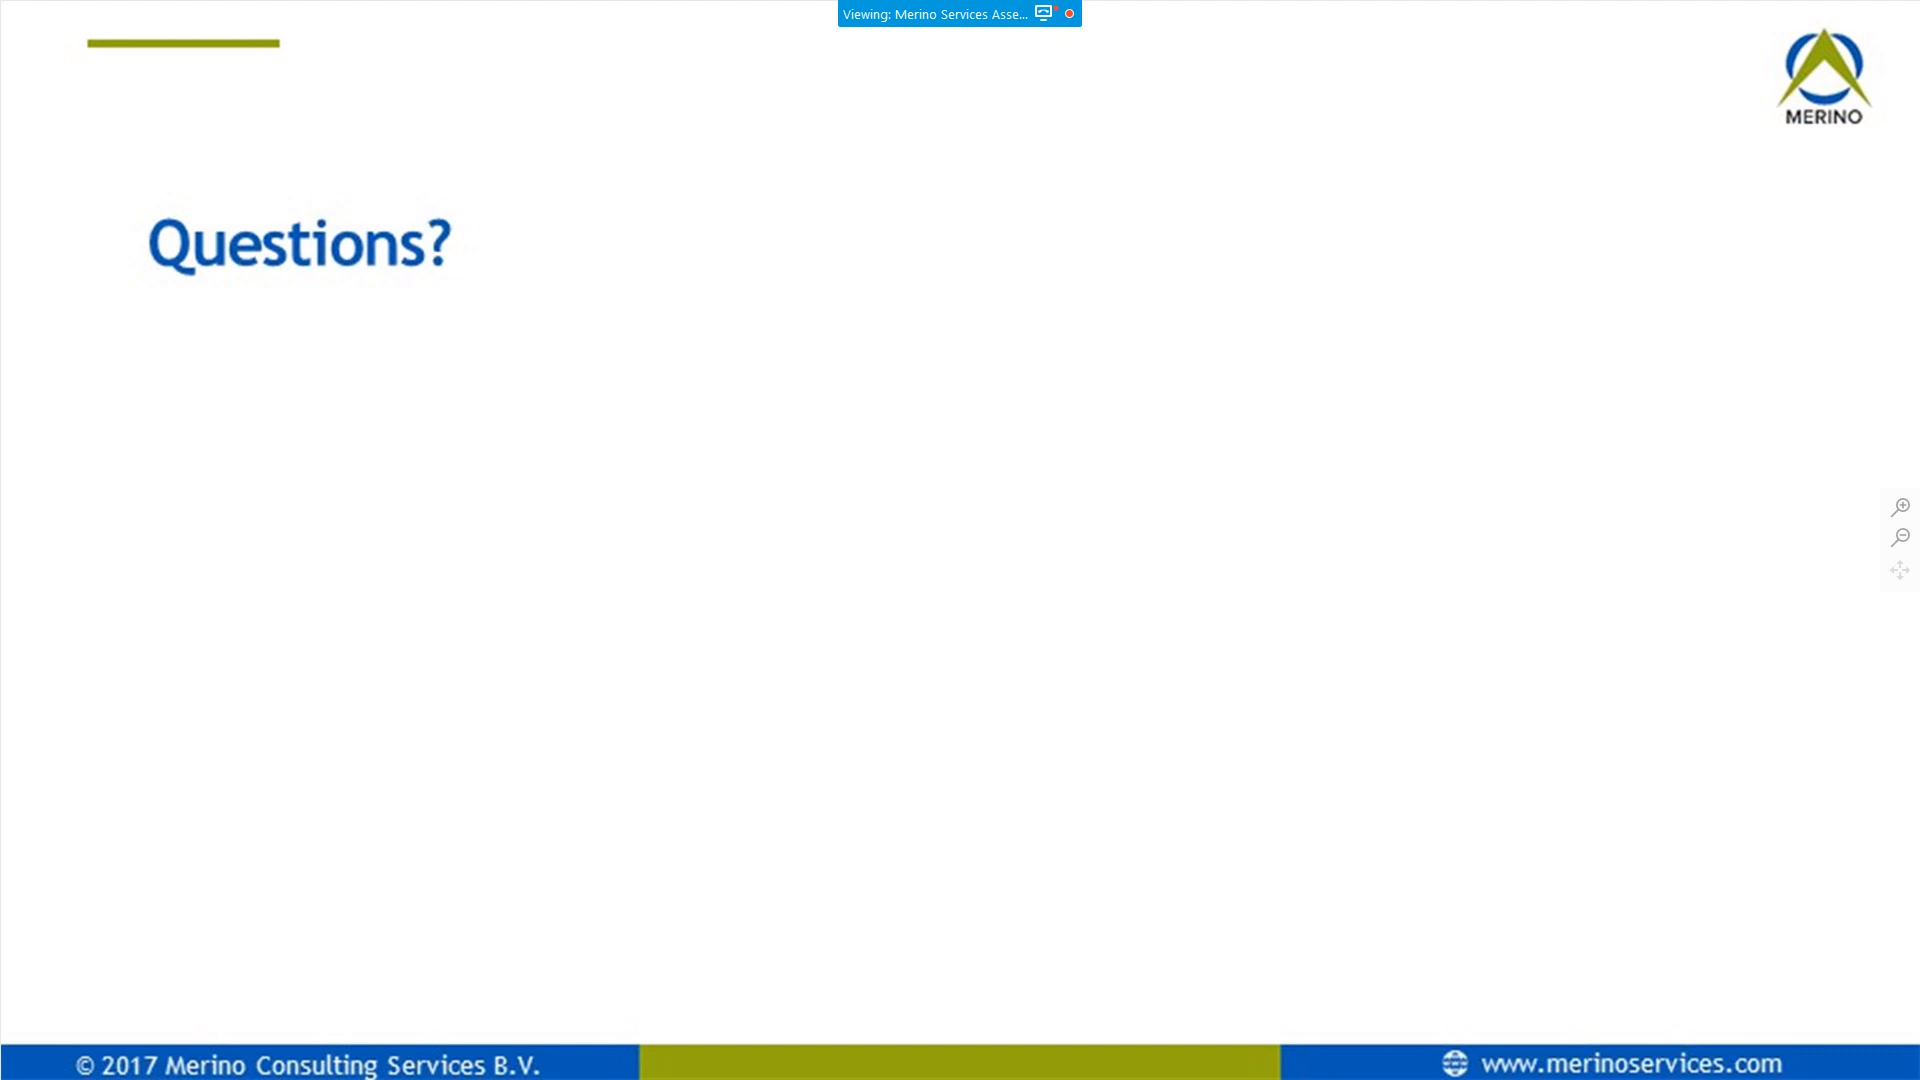 Viewing: Merino Services Asse...
MERINO
Questions?
© 2017 Merino Consulting Services B.V.
www.merinoservices.com